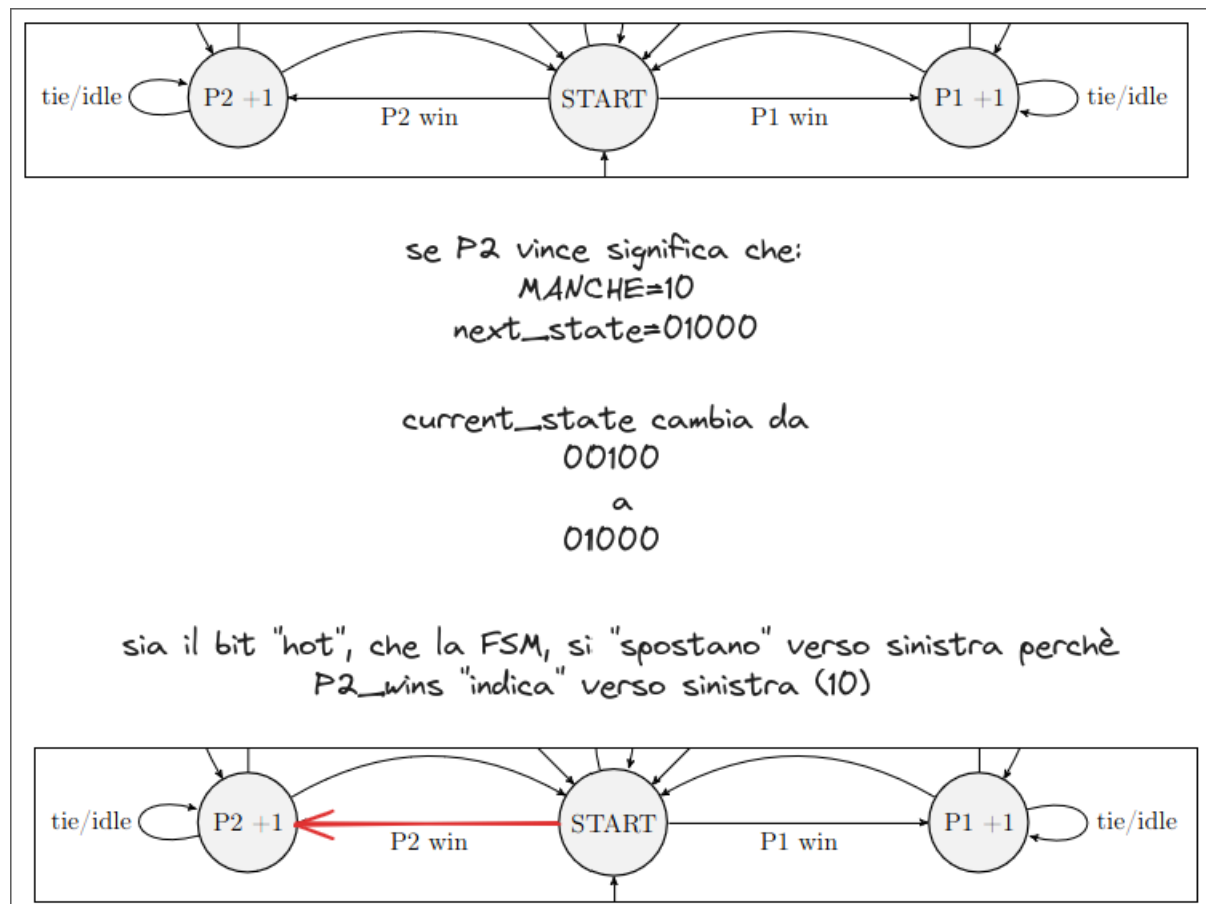 tie/idle P2 +1 P2 win START P1 win P1 +1 tie/idle
se P2 vince significa che:
MANCHE=10
next_state=01000
current_state cambia da
00100
a
01000
sia il bit "hot", che la FSM, si "spostano" verso sinistra perchè
P2_wins "indica" verso sinistra (10)
tie/idle P2 +1 P2 win START P1 win P1 +1 tie/idle